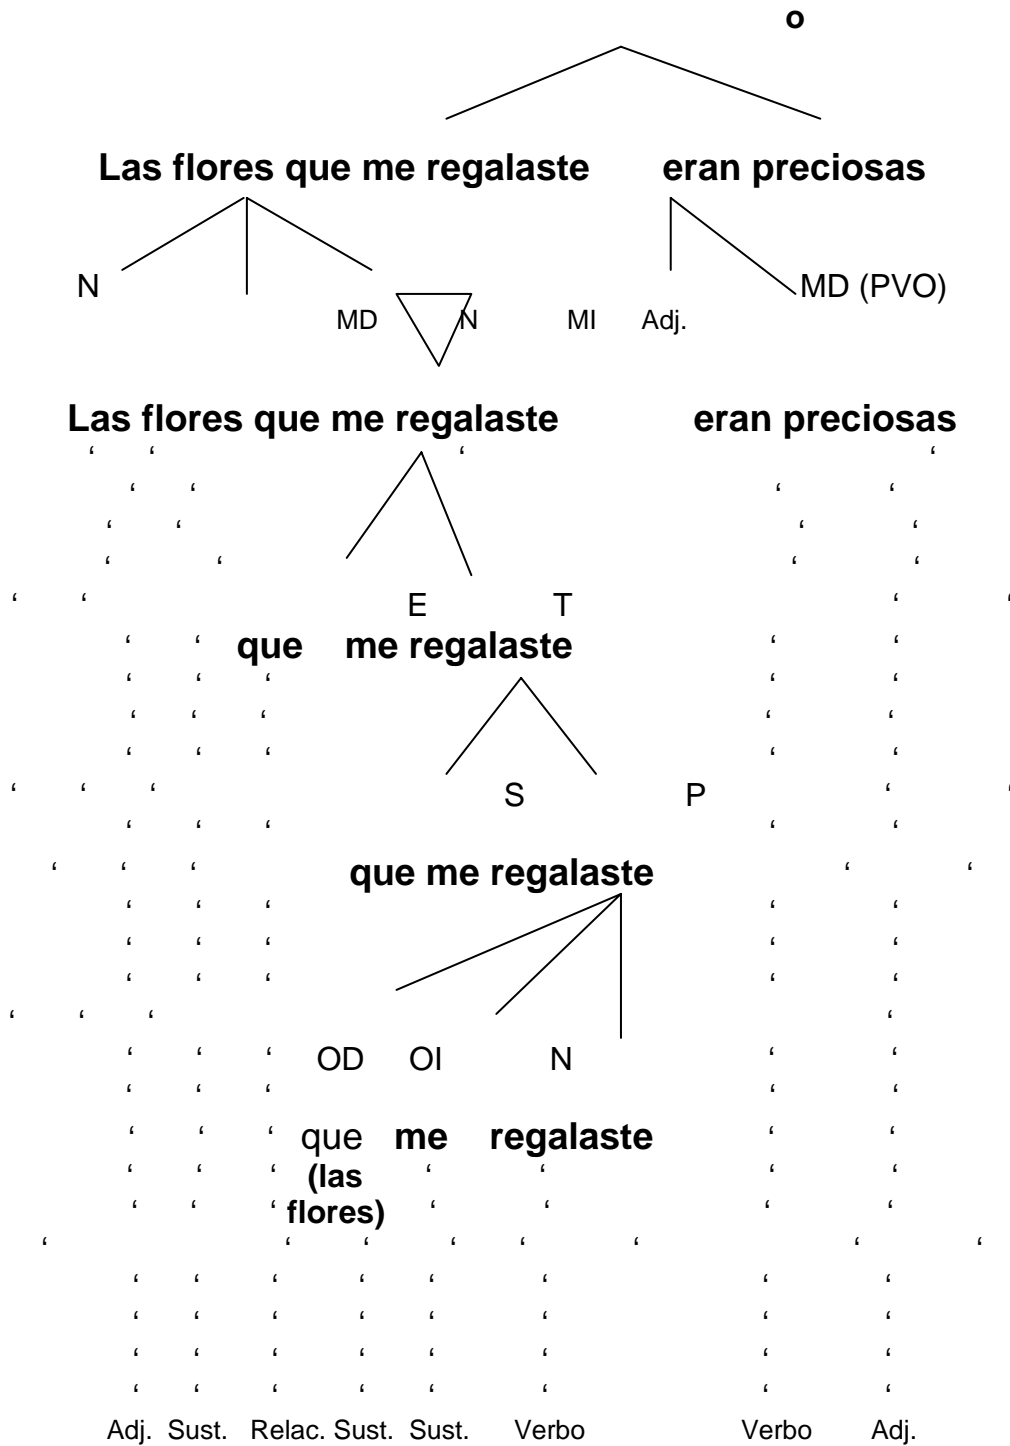 o
Las flores que me regalaste eran preciosas
N MD (PVO)
MD N MI Adj.
Las flores que me regalaste eran preciosas
E T
que me regalaste
S P
que me regalaste
OD OI N
que me regalaste
(las
flores)
Adj. Sust. Relac. Sust. Sust. Verbo Verbo Adj.